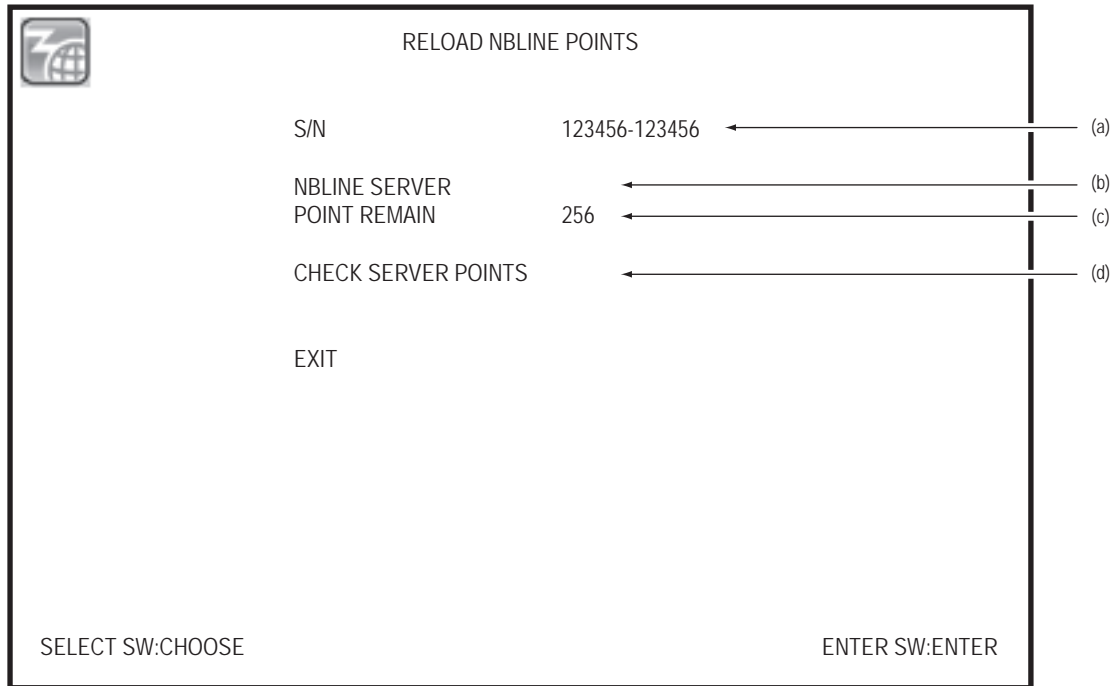 RELOAD NBLINE POINTS
S/N 123456-123456 (a)
NBLINE SERVER (b)
POINT REMAIN 256 (c)
CHECK SERVER POINTS (d)
EXIT
SELECT SW:CHOOSE ENTER SW:ENTER